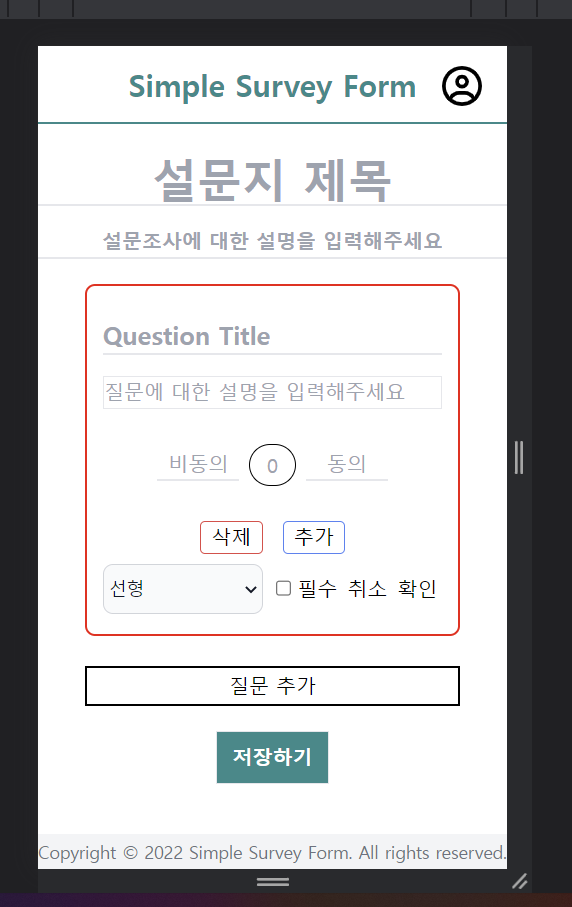 Simple Survey Form
설문지 제목
설문조사에 대한 설명을 입력해주세요
Question Title
질문에 대한 설명을 입력해주세요
비동의 0 동의
삭제 추가
선형 필수 취소 확인
질문 추가
저장하기
Copyright © 2022 Simple Survey Form. All rights reserved.